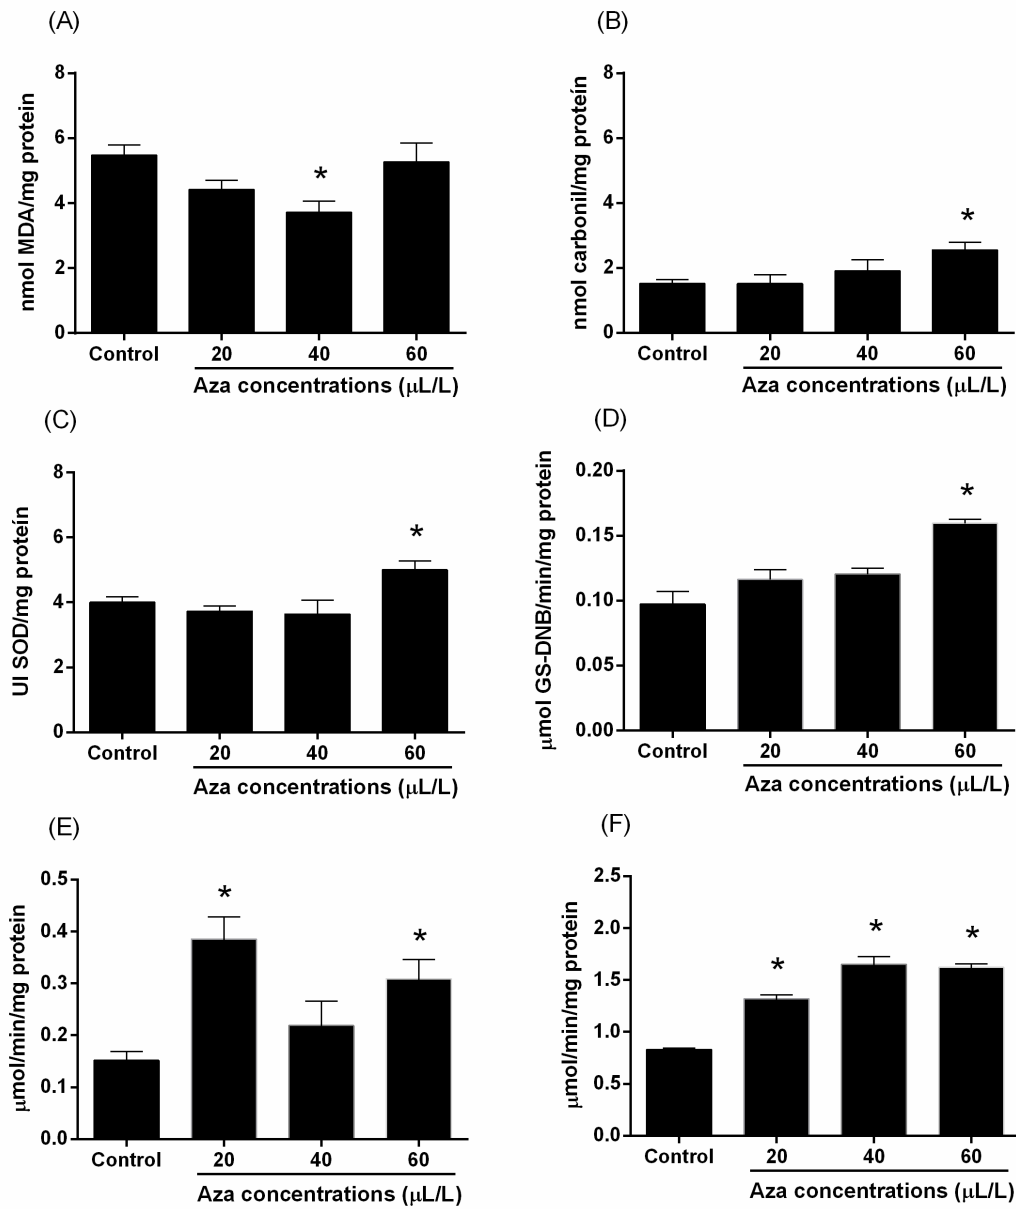 (A)
8
6
4
2
0
nmol MDA/mg protein
*
Control
20
40
60
Aza concentrations (μL/L)
(B)
8
6
4
2
0
nmol carbonil/mg proteín
*
Control
20
40
60
Aza concentrations (μL/L)
(C)
8
6
4
2
0
UI SOD/mg proteín
*
Control
20
40
60
Aza concentrations (μL/L)
(D)
0.20
0.15
0.10
0.05
0.00
μmol GS-DNB/min/mg protein
*
Control
20
40
60
Aza concentrations (μL/L)
(E)
0.5
0.4
0.3
0.2
0.1
0.0
μmol/min/mg protein
*
*
Control
20
40
60
Aza concentrations (μL/L)
(F)
2.5
2.0
1.5
1.0
0.5
0.0
μmol/min/mg protein
*
*
*
Control
20
40
60
Aza concentrations (μL/L)